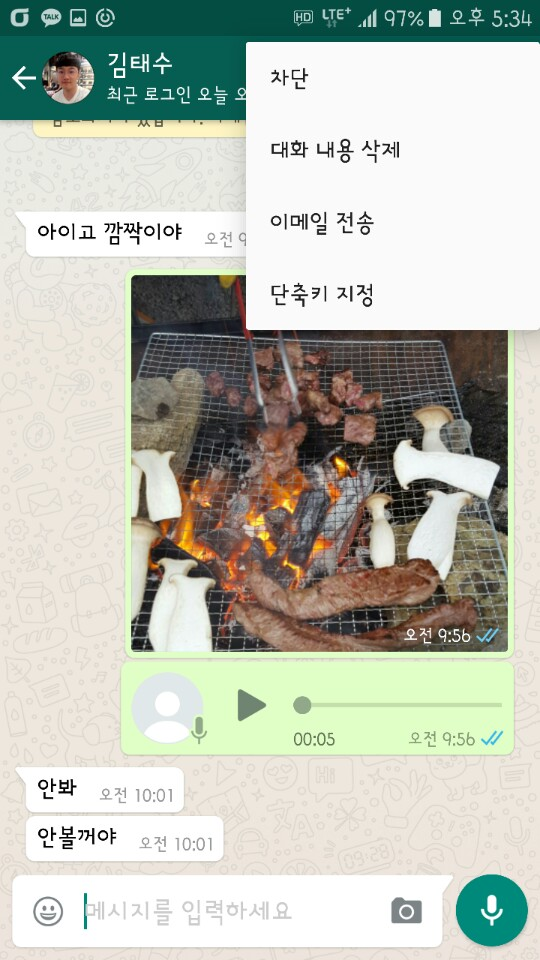 TALK HD LTE+ 97% 오후 5:34
김태수
최근 로그인 오늘 오
차단
대화 내용 삭제
이메일 전송
단축키 지정
아이고 깜짝이야 오전 9
오전 9:56
00:05 오전 9:56
안봐 오전 10:01
안볼꺼야 오전 10:01
메시지를 입력하세요